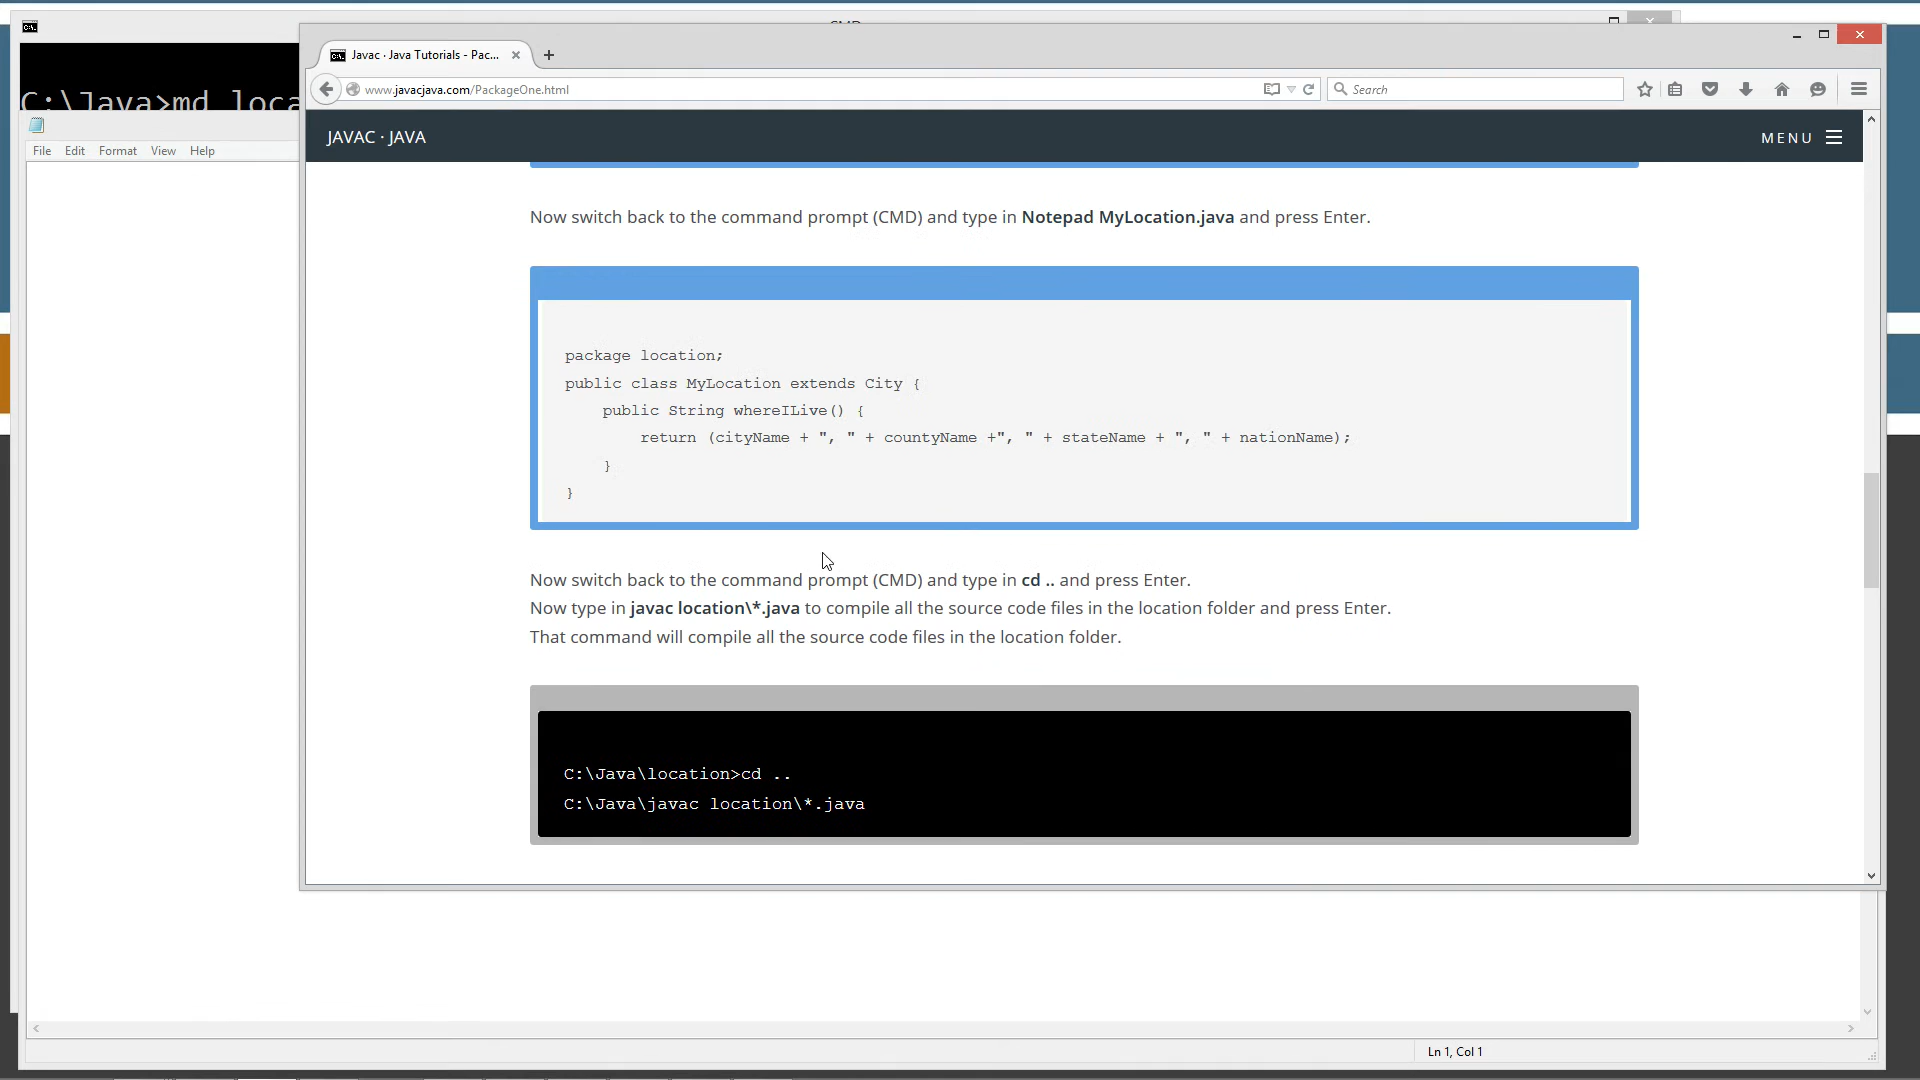 CMD
C:\Java>md loca
File Edit Format View Help
Javac · Java Tutorials - Pac...
www.javacjava.com/PackageOne.html
Search
JAVAC · JAVA
MENU
Now switch back to the command prompt (CMD) and type in Notepad MyLocation.java and press Enter.
package location;
public class MyLocation extends City {
public String whereILive() {
return (cityName + ", " + countyName +", " + stateName + ", " + nationName);
}
}
Now switch back to the command prompt (CMD) and type in cd .. and press Enter.
Now type in javac location\*.java to compile all the source code files in the location folder and press Enter.
That command will compile all the source code files in the location folder.
C:\Java\location>cd ..
C:\Java\javac location\*.java
Ln 1, Col 1